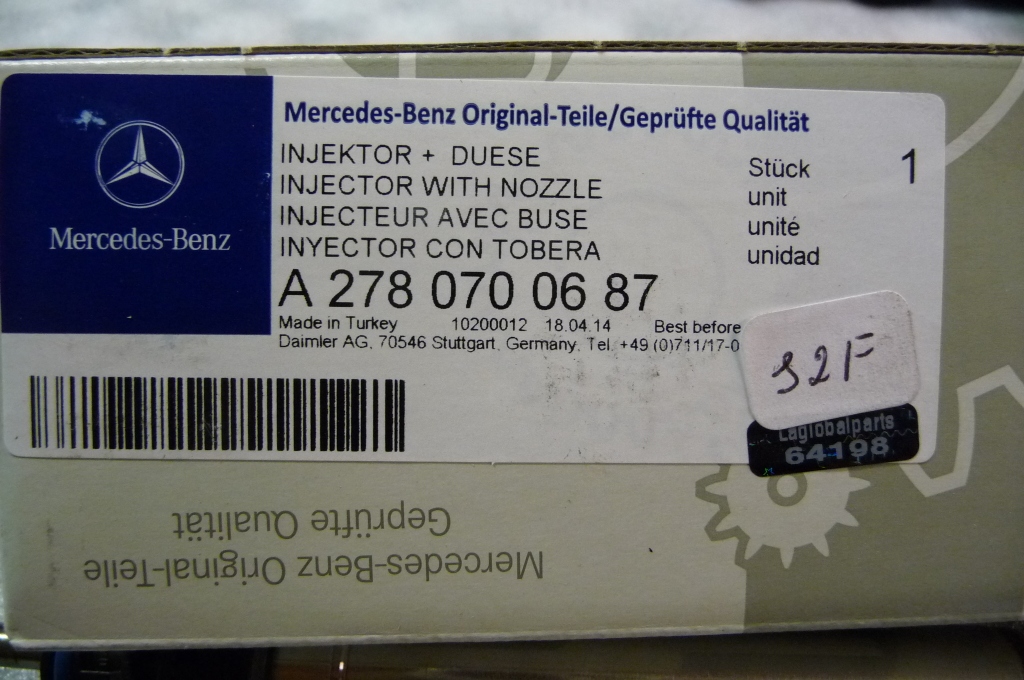 Mercedes-Benz
Mercedes-Benz Original-Teile/Geprüfte Qualität
INJEKTOR + DUESE
INJECTOR WITH NOZZLE
INJECTEUR AVEC BUSE
INYECTOR CON TOBERA
Stück 1
unit
unité
unidad
A 278 070 06 87
Made in Turkey 10200012 18.04.14 Best before
Daimler AG, 70546 Stuttgart, Germany, Tel. +49 (0)711/17-0
S2F
Laglobalparts
64198
Mercedes-Benz Original-Teile
Geprüfte Qualität